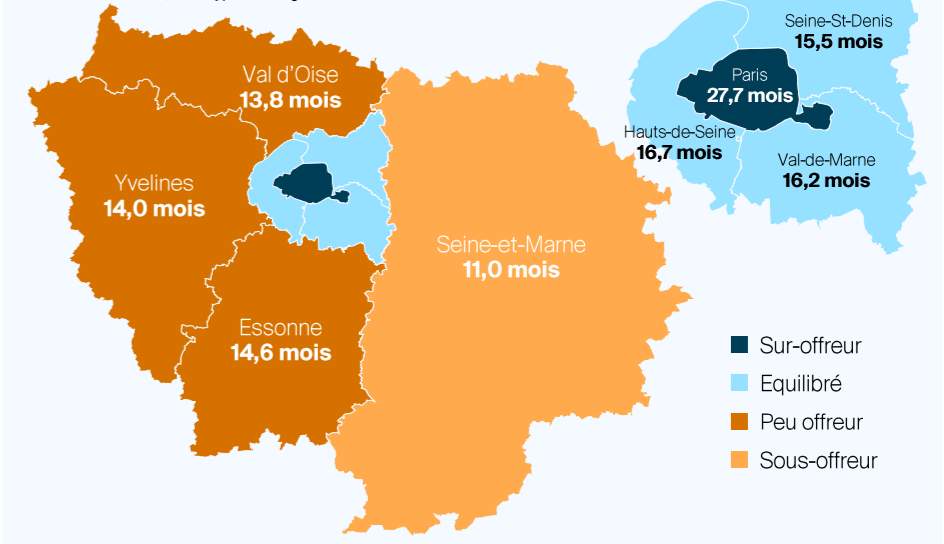 Val d'Oise
13,8 mois
Yvelines
14,0 mois
Essonne
14,6 mois
Seine-et-Marne
11,0 mois
Seine-St-Denis
15,5 mois
Paris
27,7 mois
Hauts-de-Seine
16,7 mois
Val-de-Marne
16,2 mois
Sur-offreur
Equilibré
Peu offreur
Sous-offreur